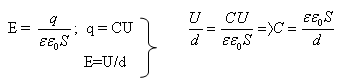 E = q / εε₀S ; q = CU
E=U/d
U/d = CU / εε₀S =>C = εε₀S / d